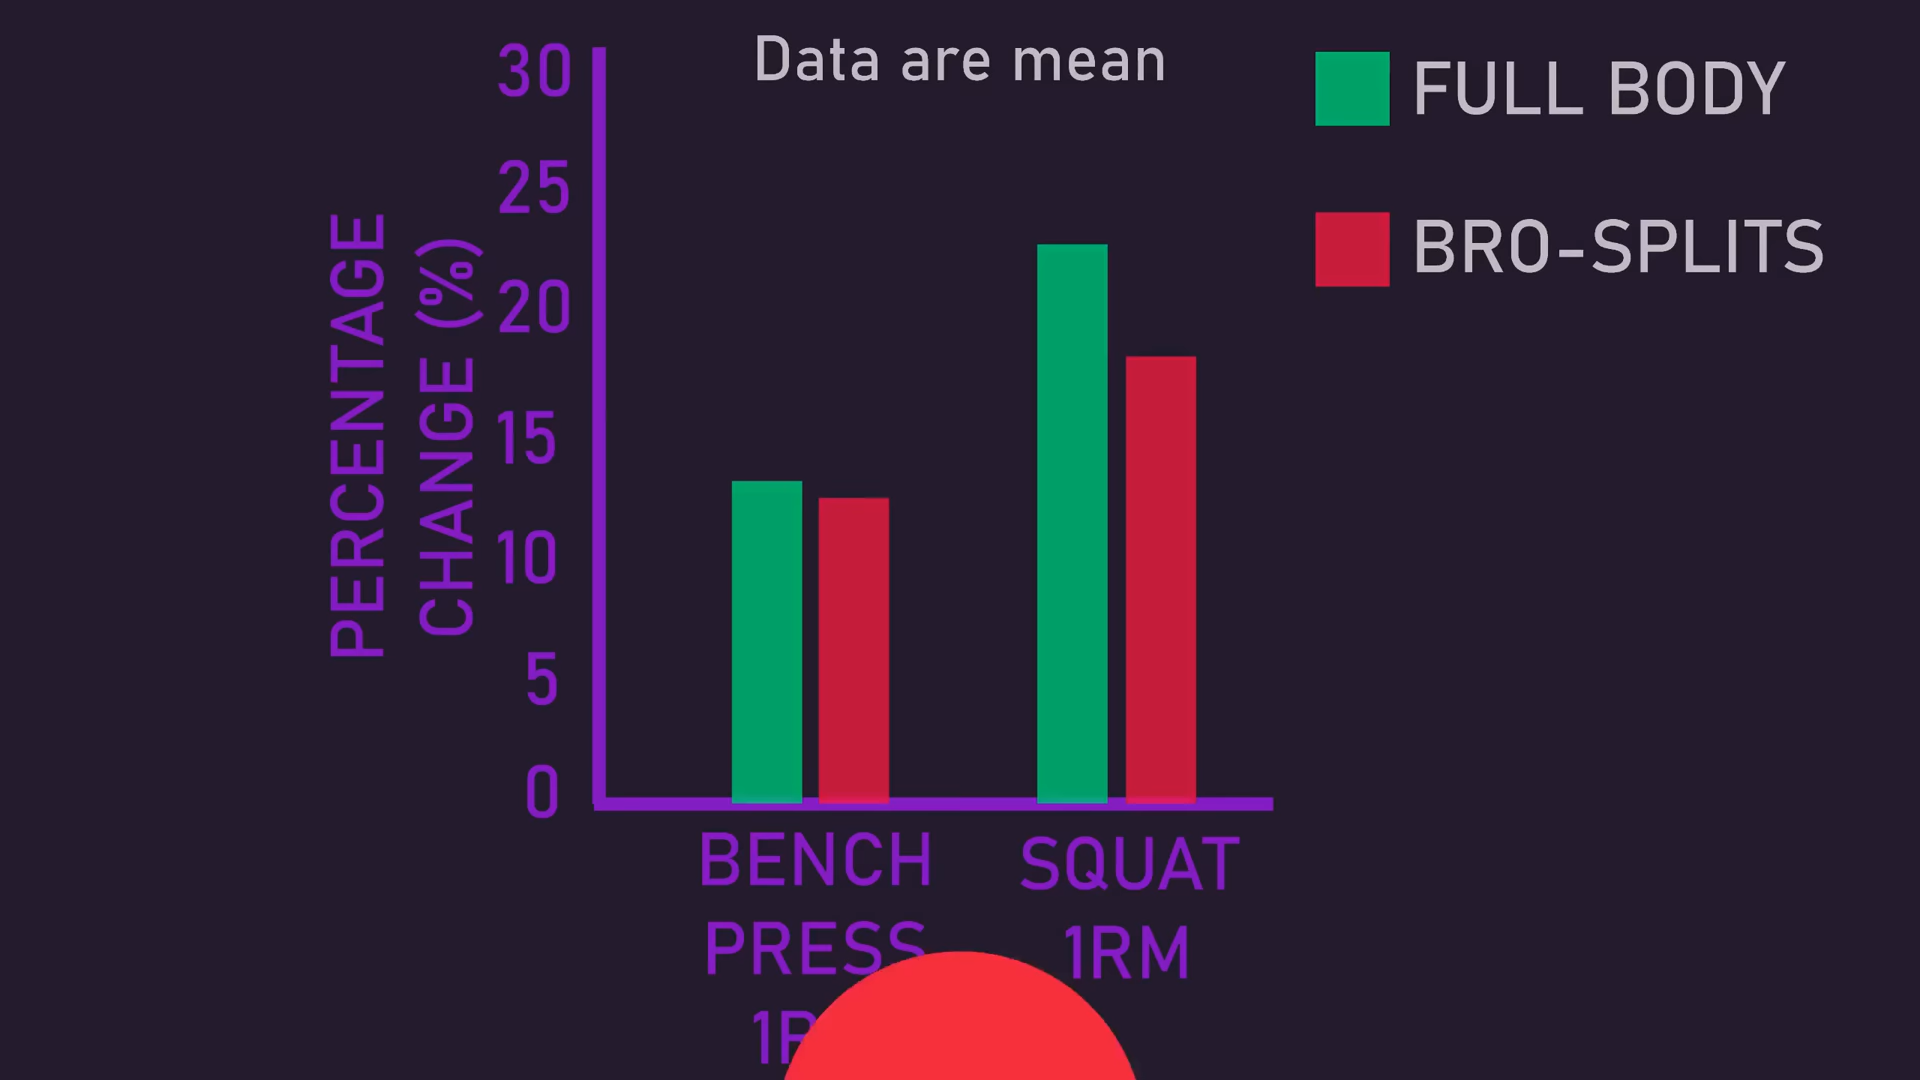 Data are mean
FULL BODY
BRO-SPLITS
PERCENTAGE
CHANGE (%)
30
25
20
15
10
5
0
BENCH
PRESS
SQUAT
1RM